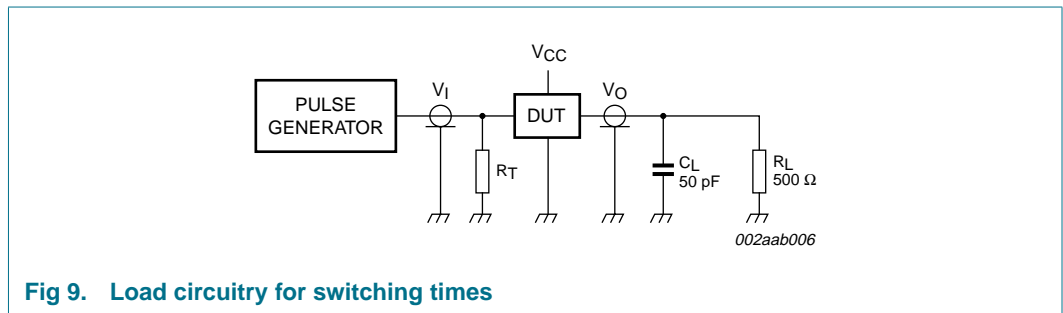 VCC
VI
VO
PULSE
GENERATOR
DUT
RT
CL
50 pF
RL
500 Ω
002aab006
Fig 9. Load circuitry for switching times